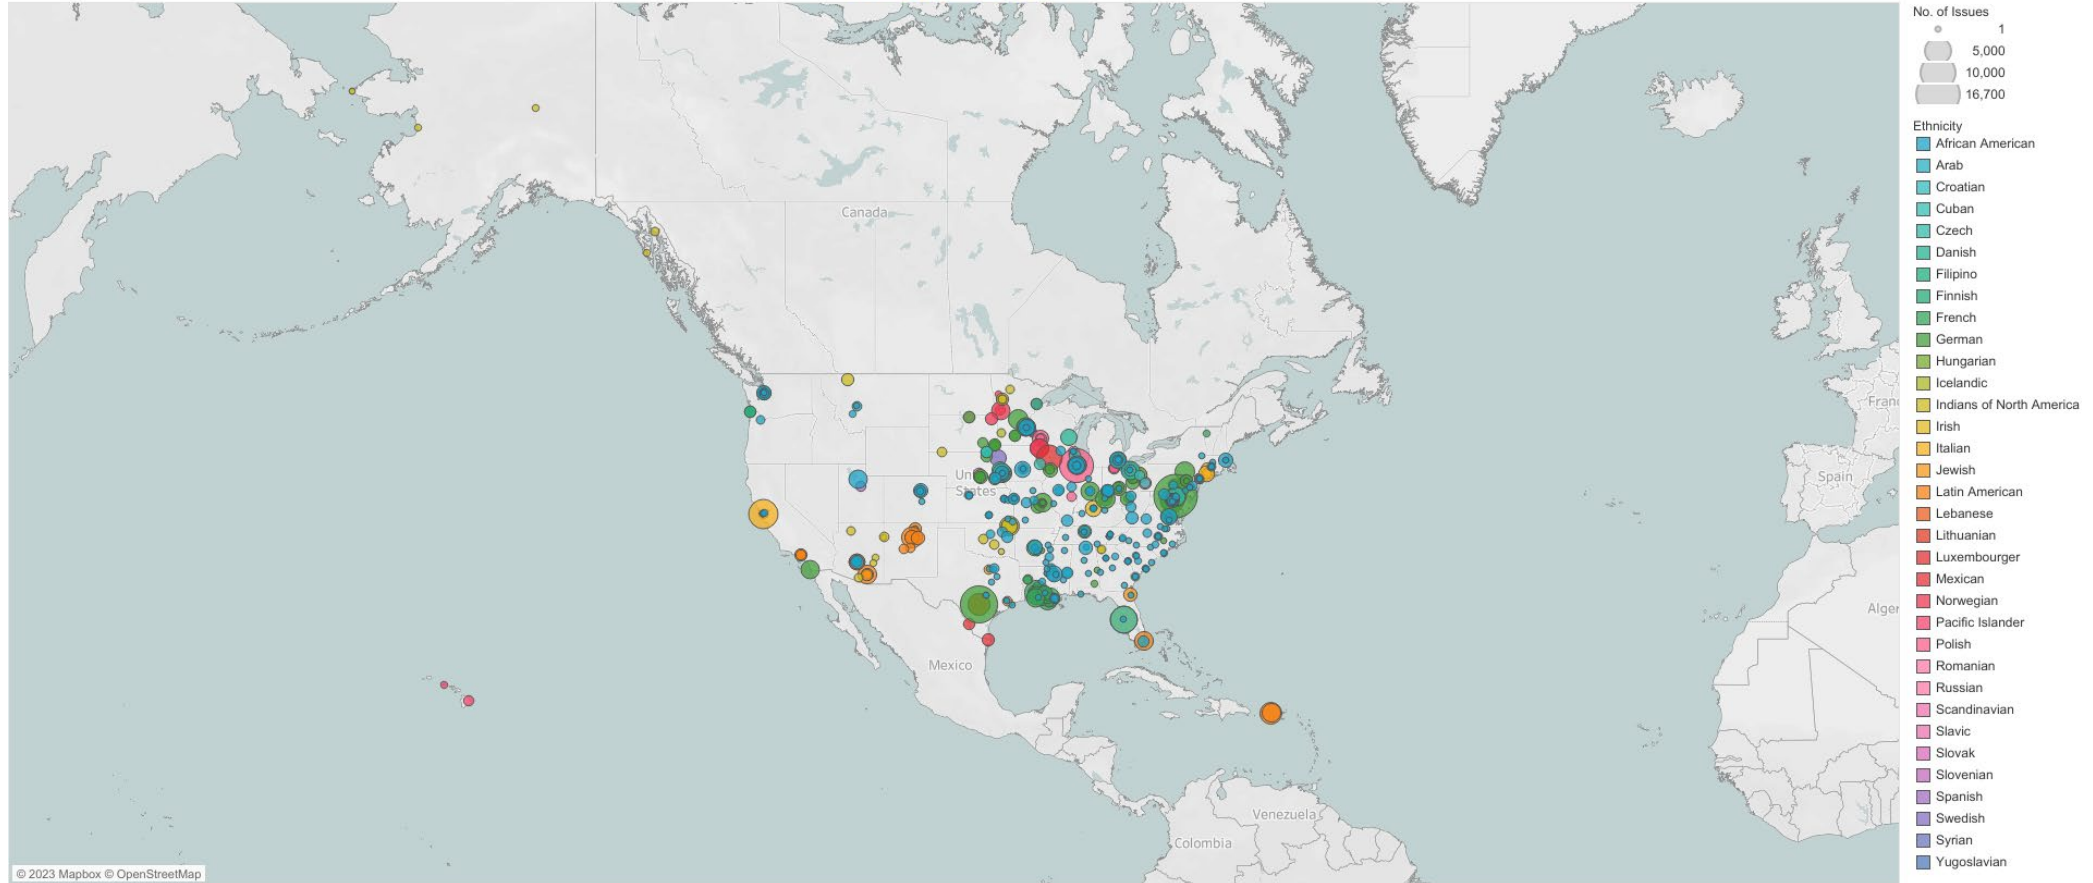 No. of Issues
1
5,000
10,000
16,700
Ethnicity
African American
Arab
Croatian
Cuban
Czech
Danish
Filipino
Finnish
French
German
Hungarian
Icelandic
Indians of North America
Irish
Italian
Jewish
Latin American
Lebanese
Lithuanian
Luxembourger
Mexican
Norwegian
Pacific Islander
Polish
Romanian
Russian
Scandinavian
Slavic
Slovak
Slovenian
Spanish
Swedish
Syrian
Yugoslavian
Canada
States
Mexico
Venezuela
Colombia
Spain
© 2023 Mapbox © OpenStreetMap